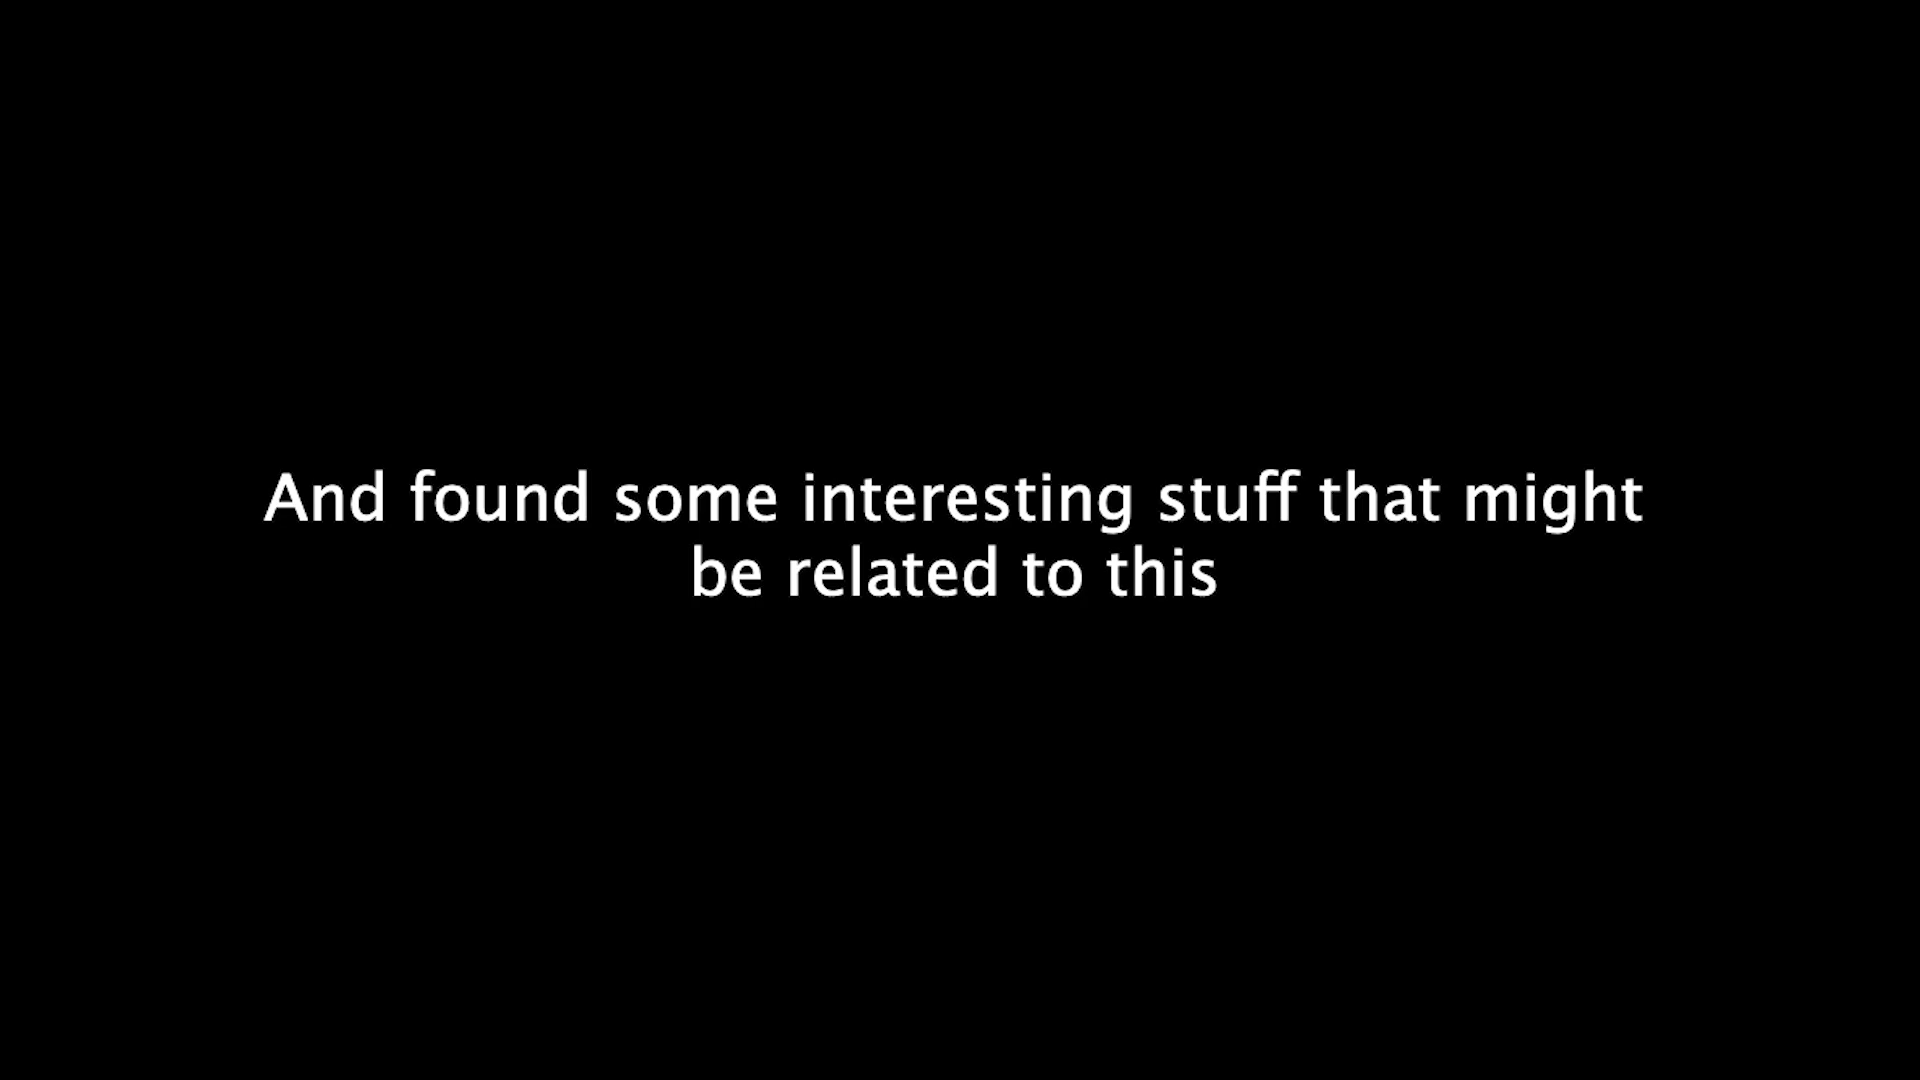 And found some interesting stuff that might
be related to this